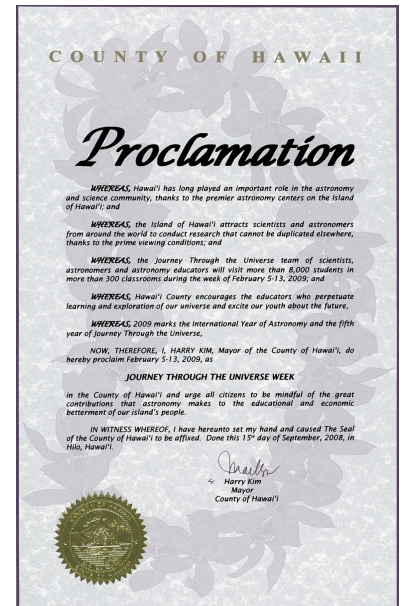 COUNTY OF HAWAII
Proclamation
WHEREAS, Hawai'i has long played an important role in the astronomy
and science community, thanks to the premier astronomy centers on the Island
of Hawai'i; and
WHEREAS, the Island of Hawai'i attracts scientists and astronomers
from around the world to conduct research that cannot be duplicated elsewhere,
thanks to the prime viewing conditions; and
WHEREAS, the Journey Through the Universe team of scientists,
astronomers and astronomy educators will visit more than 8,000 students in
more than 300 classrooms during the week of February 5-13, 2009; and
WHEREAS, Hawai'i County encourages the educators who perpetuate
learning and exploration of our universe and excite our youth about the future,
WHEREAS, 2009 marks the International Year of Astronomy and the fifth
year of Journey Through the Universe,
NOW, THEREFORE, I, HARRY KIM, Mayor of the County of Hawai'i, do
hereby proclaim February 5-13, 2009, as
JOURNEY THROUGH THE UNIVERSE WEEK
in the County of Hawai'i and urge all citizens to be mindful of the great
contributions that astronomy makes to the educational and economic
betterment of our island's people.
IN WITNESS WHEREOF, I have hereunto set my hand and caused The Seal
of the County of Hawai'i to be affixed. Done this 15th day of September, 2008, in
Hilo, Hawai'i.
Harry Kim
Mayor
County of Hawai'i